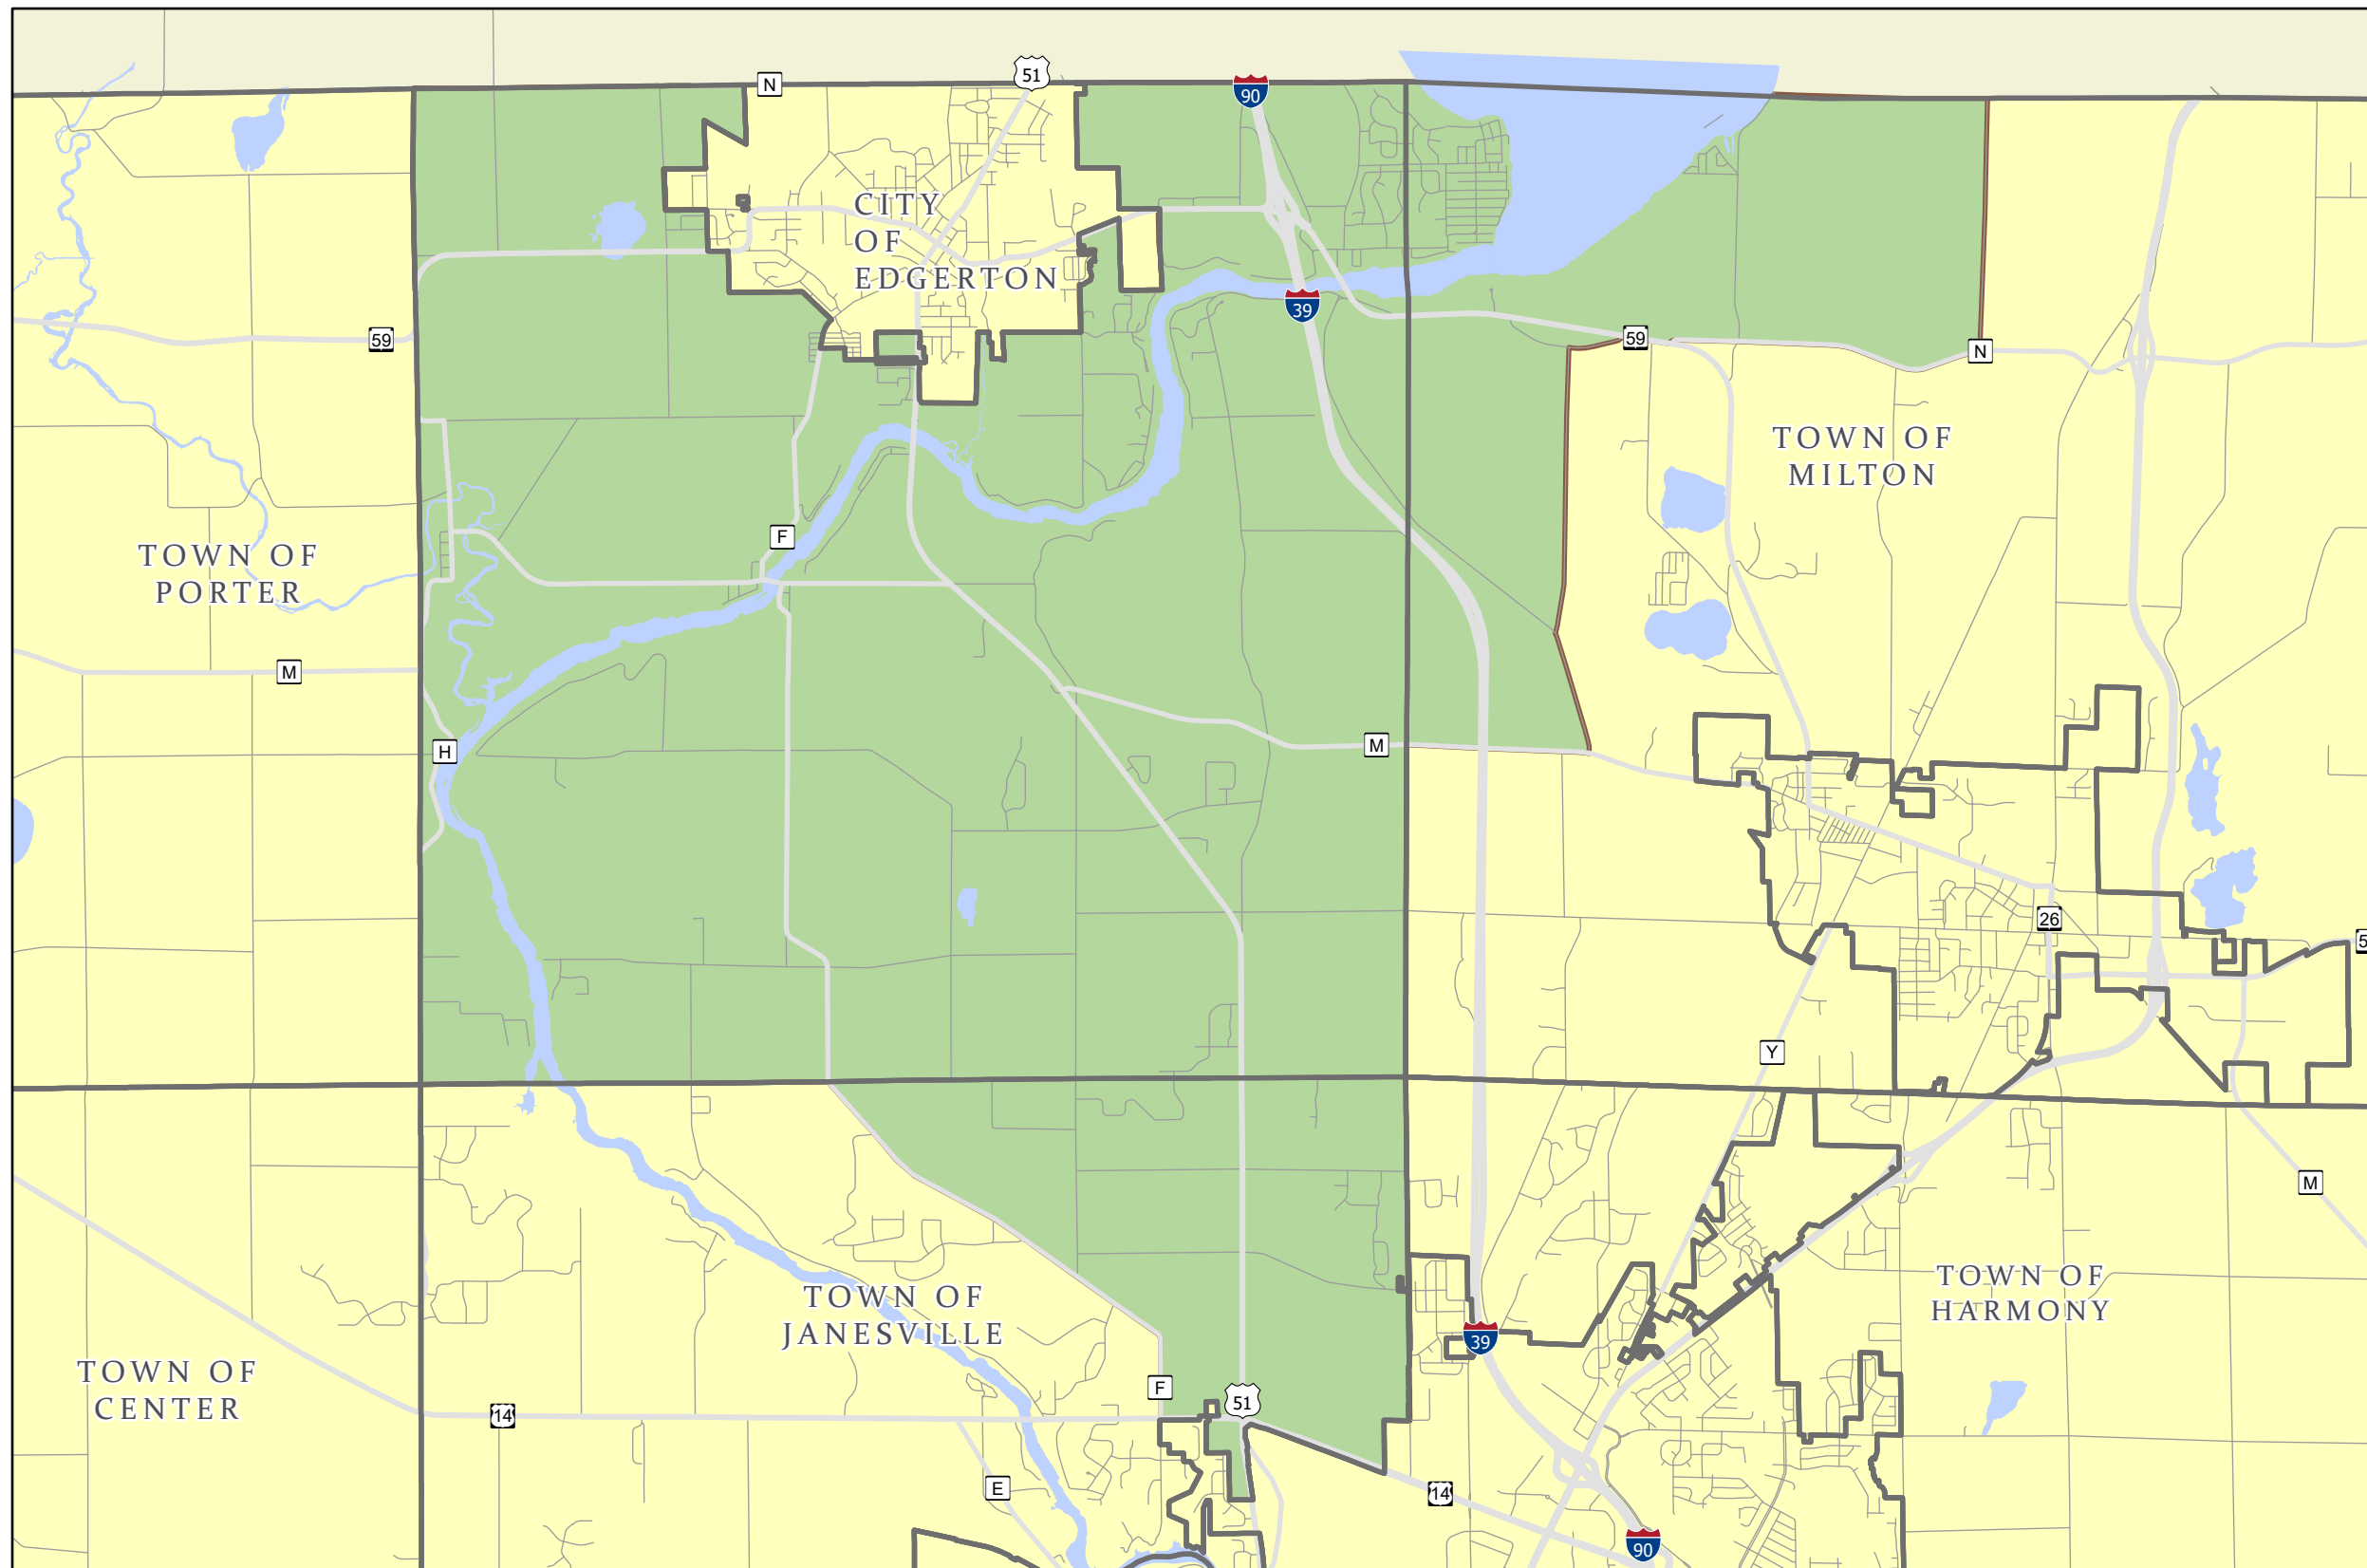 N
51
90
CITY
OF
EDGERTON
39
59
59
N
TOWN OF
MILTON
F
TOWN OF
PORTER
M
H
M
26
5
Y
M
TOWN OF
HARMONY
TOWN OF
JANESVILLE
39
TOWN OF
CENTER
F
51
14
E
14
90